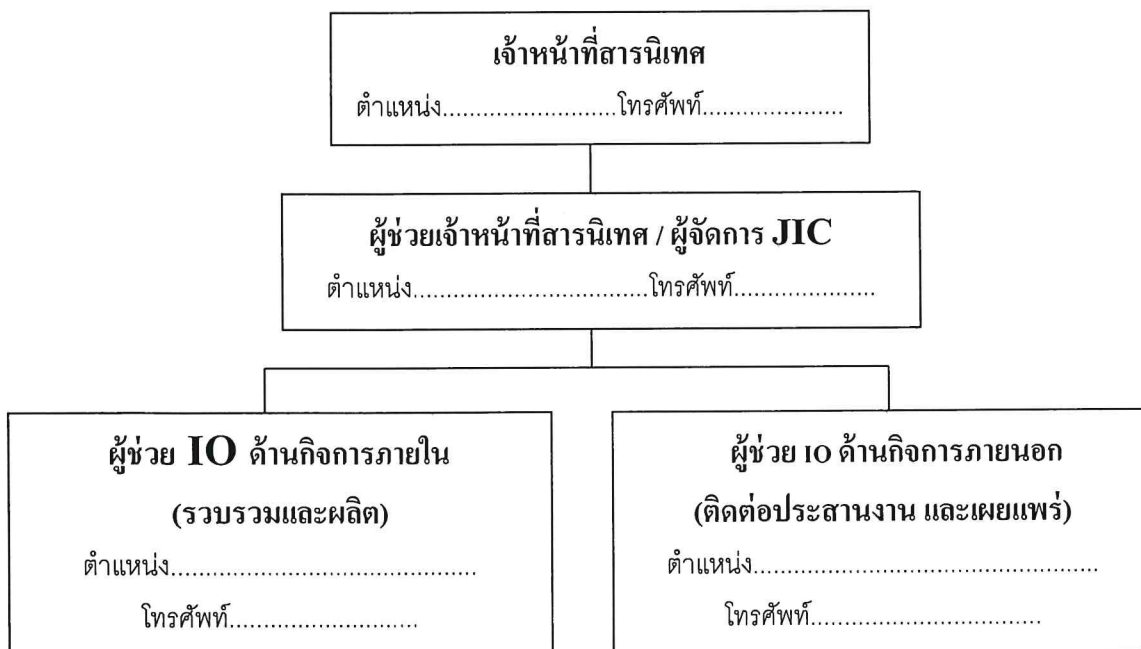 เจ้าหน้าที่สารนิเทศ
ตำแหน่ง..........................โทรศัพท์.....................
ผู้ช่วยเจ้าหน้าที่สารนิเทศ / ผู้จัดการ JIC
ตำแหน่ง...................................โทรศัพท์.....................
ผู้ช่วย IO ด้านกิจการภายใน
(รวบรวมและผลิต)
ตำแหน่ง..............................................
โทรศัพท์............................
ผู้ช่วย IO ด้านกิจการภายนอก
(ติดต่อประสานงาน และเผยแพร่)
ตำแหน่ง....................................................
โทรศัพท์...................................